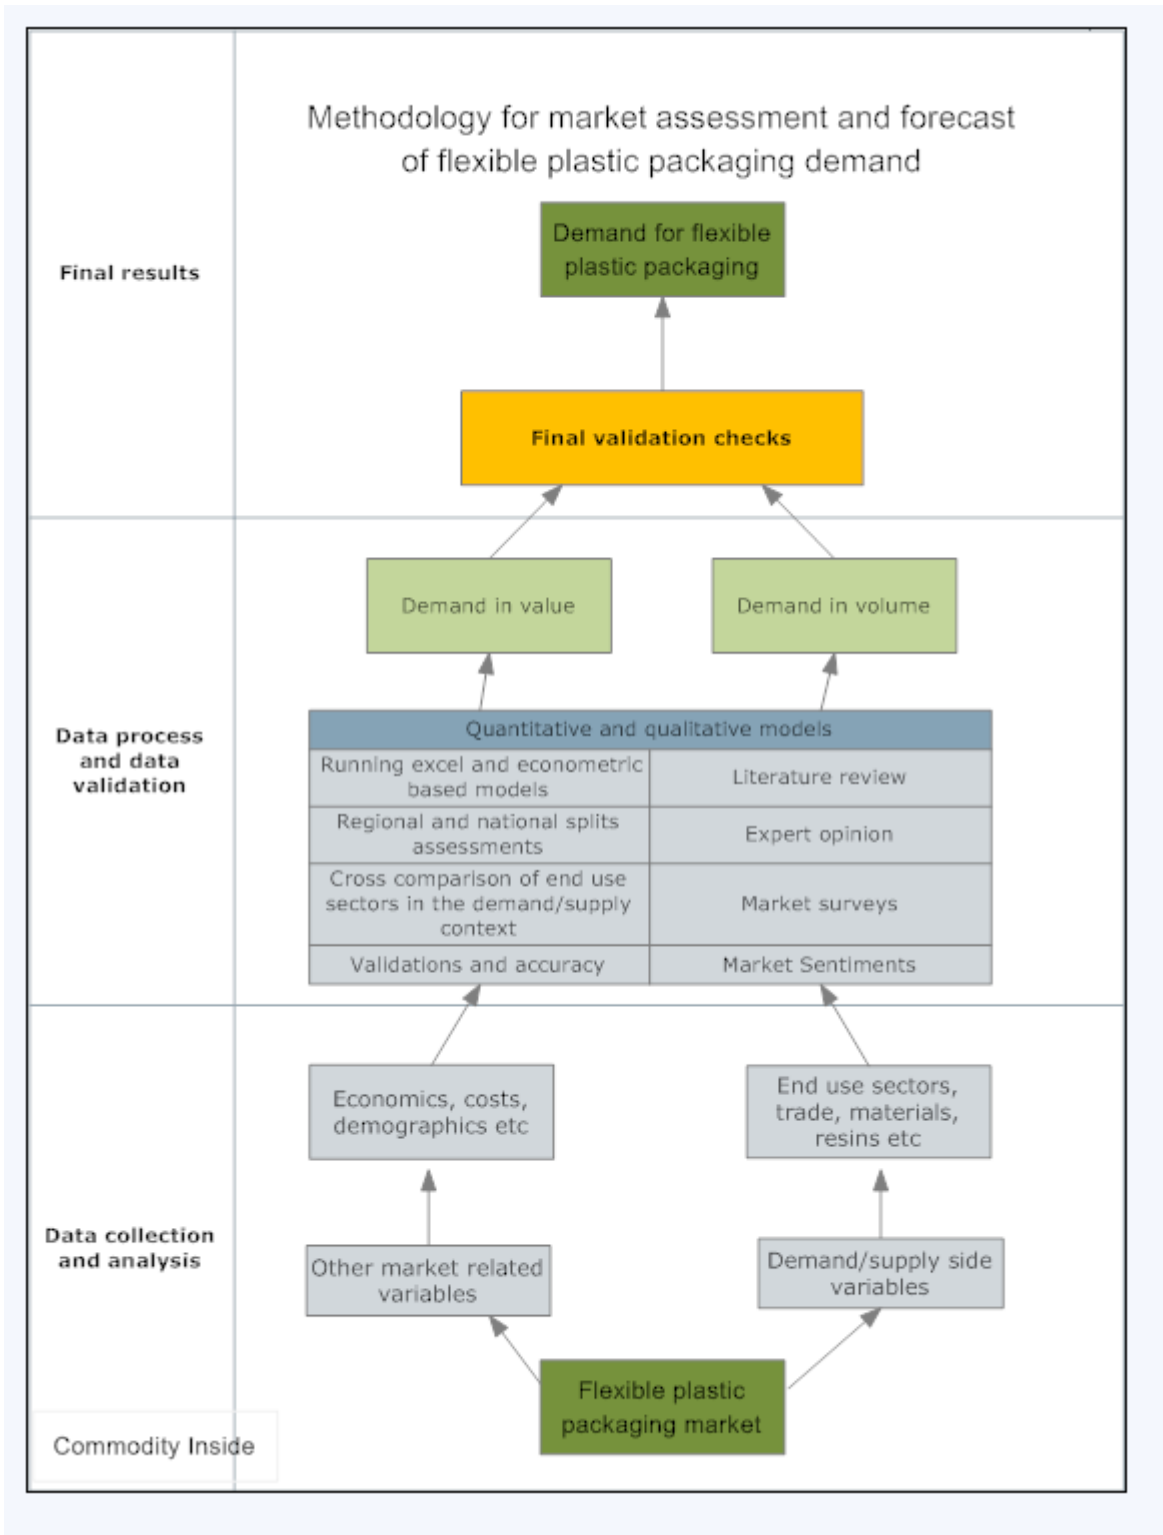 Methodology for market assessment and forecast
of flexible plastic packaging demand
Final results
Demand for flexible
plastic packaging
Final validation checks
Data process
and data
validation
Demand in value
Demand in volume
Quantitative and qualitative models
Running excel and econometric
based models
Literature review
Regional and national splits
assessments
Expert opinion
Cross comparison of end use
sectors in the demand/supply
context
Market surveys
Validations and accuracy
Market Sentiments
Data collection
and analysis
Economics, costs,
demographics etc
End use sectors,
trade, materials,
resins etc
Other market related
variables
Demand/supply side
variables
Flexible plastic
packaging market
Commodity Inside